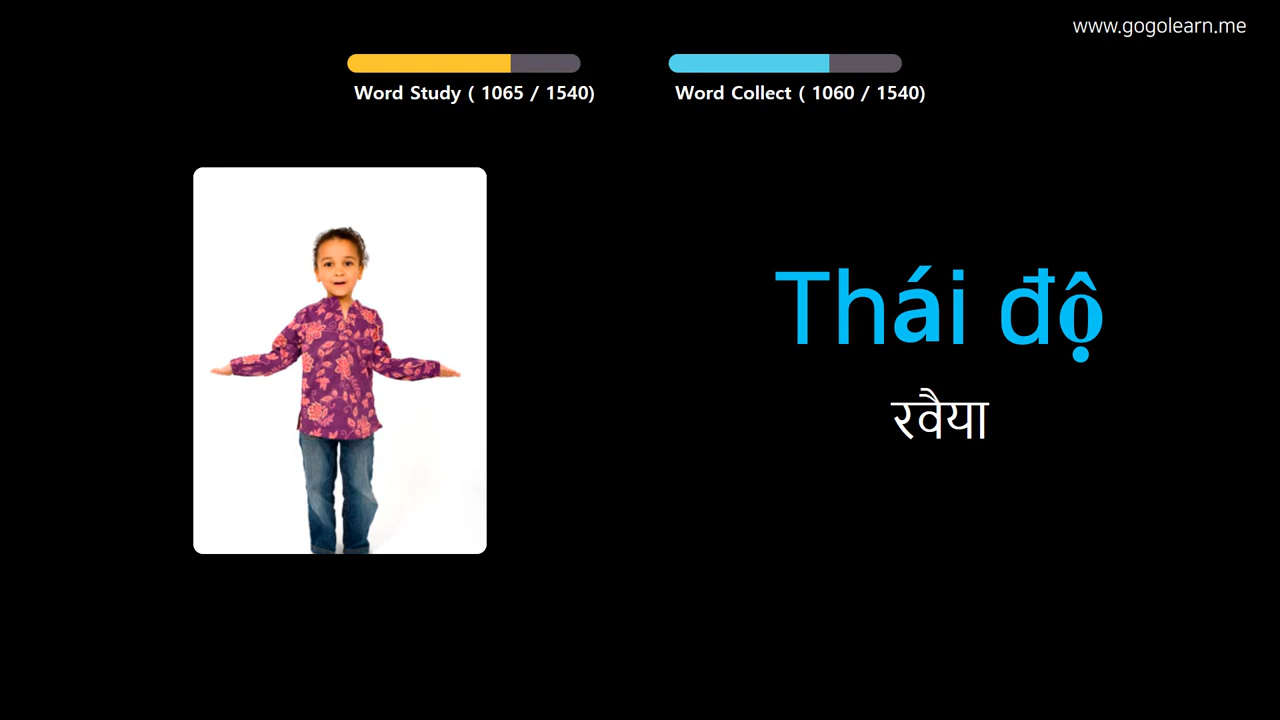 www.gogolearn.me
Word Study ( 1065 / 1540)
Word Collect ( 1060 / 1540)
Thái độ
रवैया